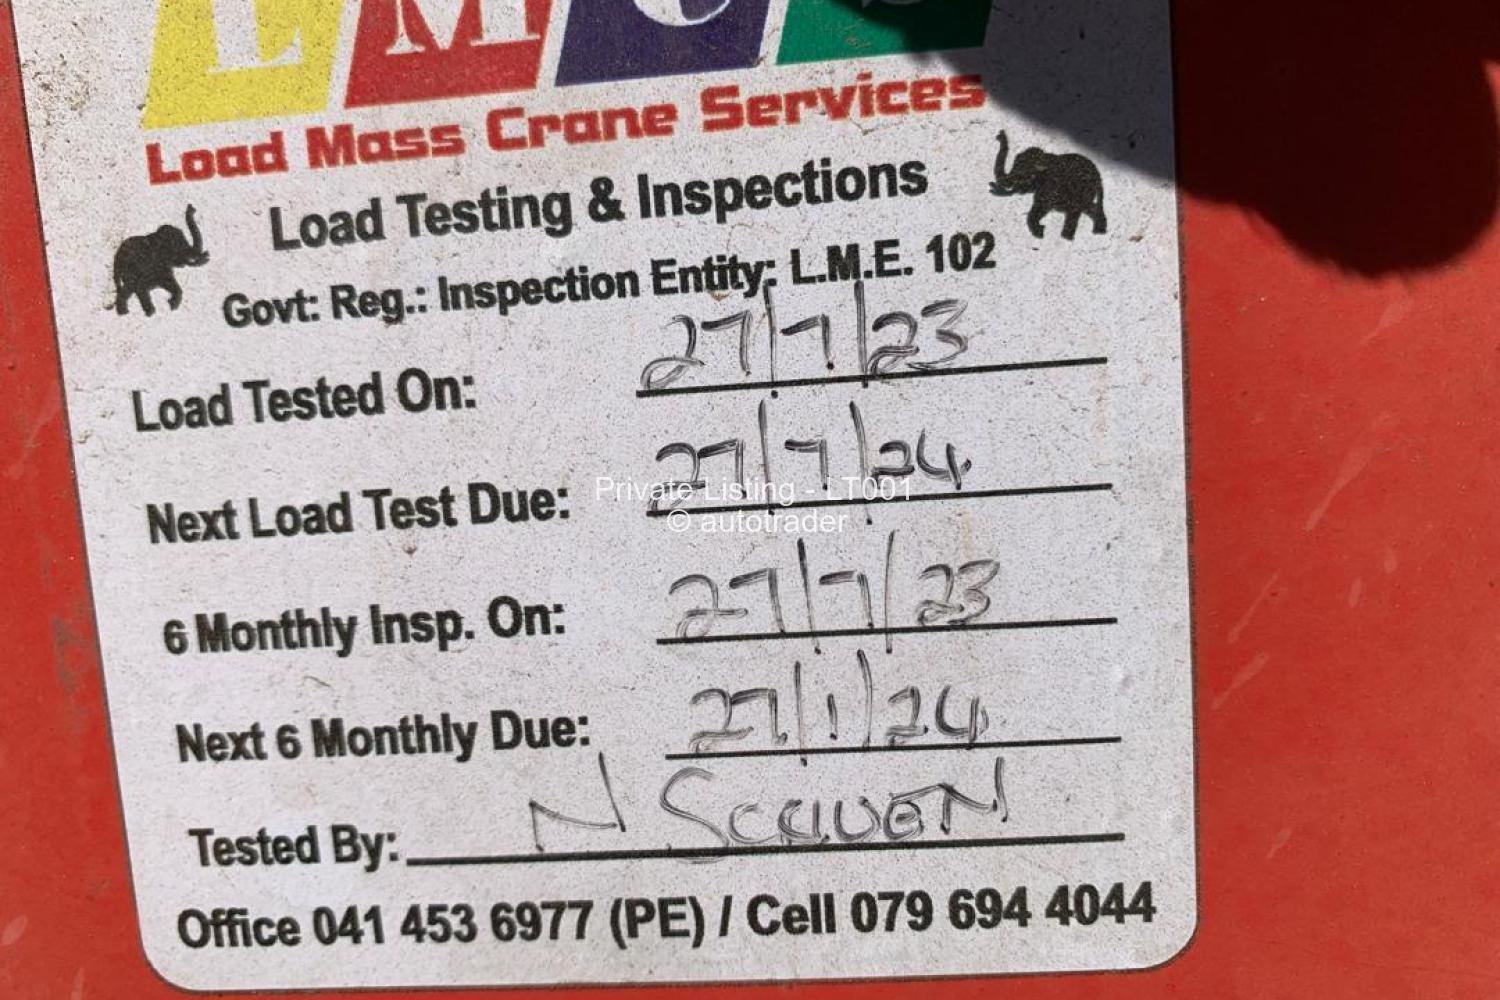 LMCS
Load Mass Crane Services
Load Testing & Inspections
Govt: Reg.: Inspection Entity: L.M.E. 102
Load Tested On: 27/7/23
Next Load Test Due: 27/7/24
Private Listing - LT001
© autotrader
6 Monthly Insp. On: 27/7/23
Next 6 Monthly Due: 27/1/24
Tested By: N
Office 041 453 6977 (PE) / Cell 079 694 4044